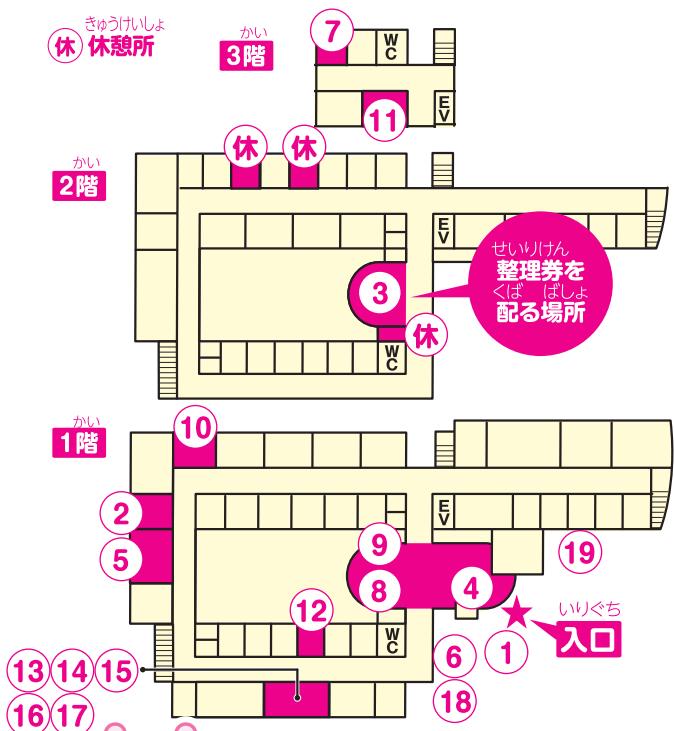 きゅうけいしょ
休 休憩所
かい
3階
7
WC
11
EV
かい
2階
休 休
EV
せいりけん
整理券を
くば ばしょ
配る場所
3
休
WC
かい
1階
10
2
EV
5
9
19
8
4
12
いりぐち
入口
WC
6
1
13 14 15
18
16 17